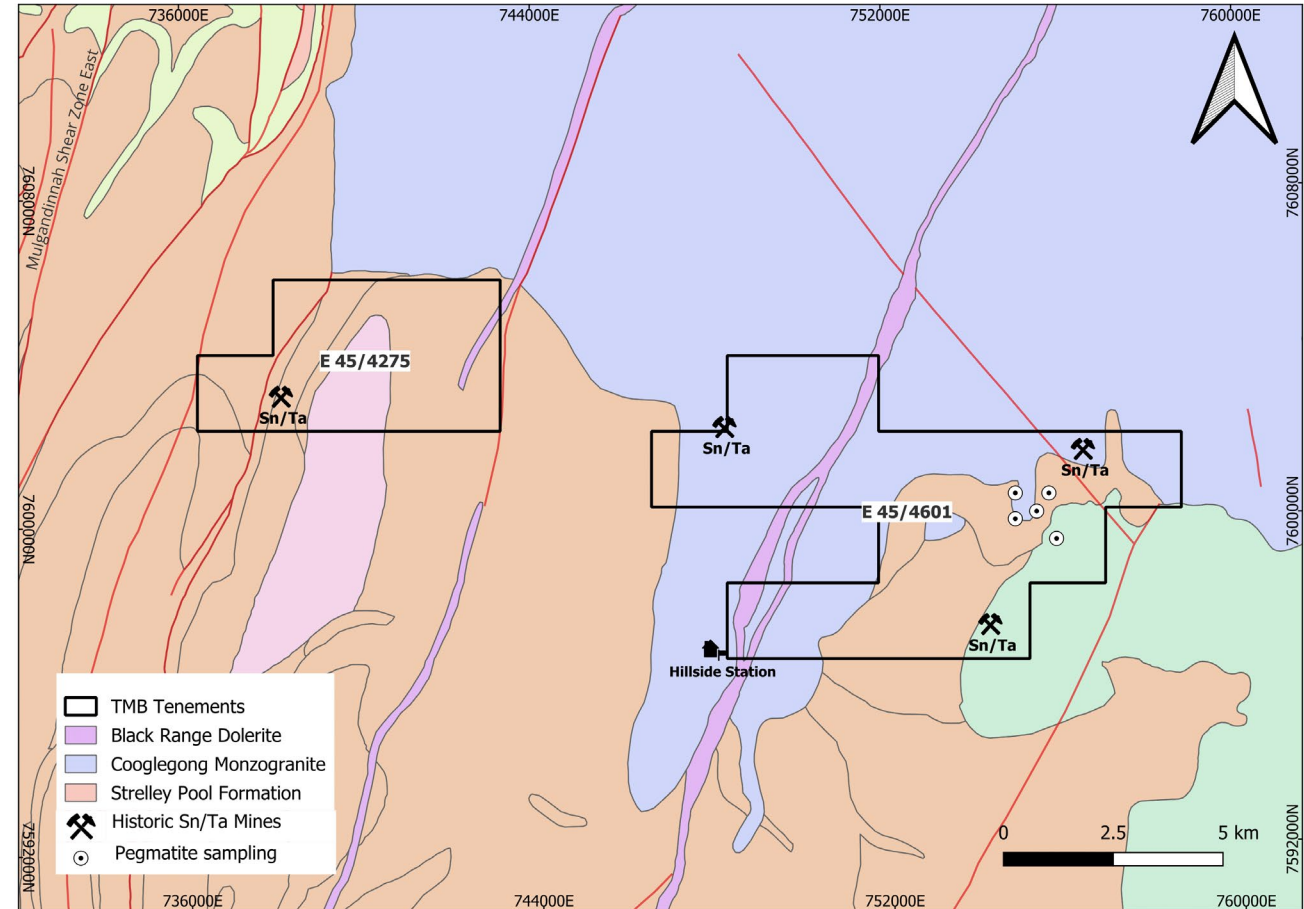 736000E
744000E
752000E
760000E
Mulgandinnah Shear Zone East
7608000N
7608000N
E 45/4275
Sn/Ta
Sn/Ta
Sn/Ta
E 45/4601
7600000N
7600000N
Sn/Ta
Hillside Station
TMB Tenements
Black Range Dolerite
Cooglegong Monzogranite
Strelley Pool Formation
Historic Sn/Ta Mines
Pegmatite sampling
0 2.5 5 km
7592000N
7592000N
736000E
744000E
752000E
760000E